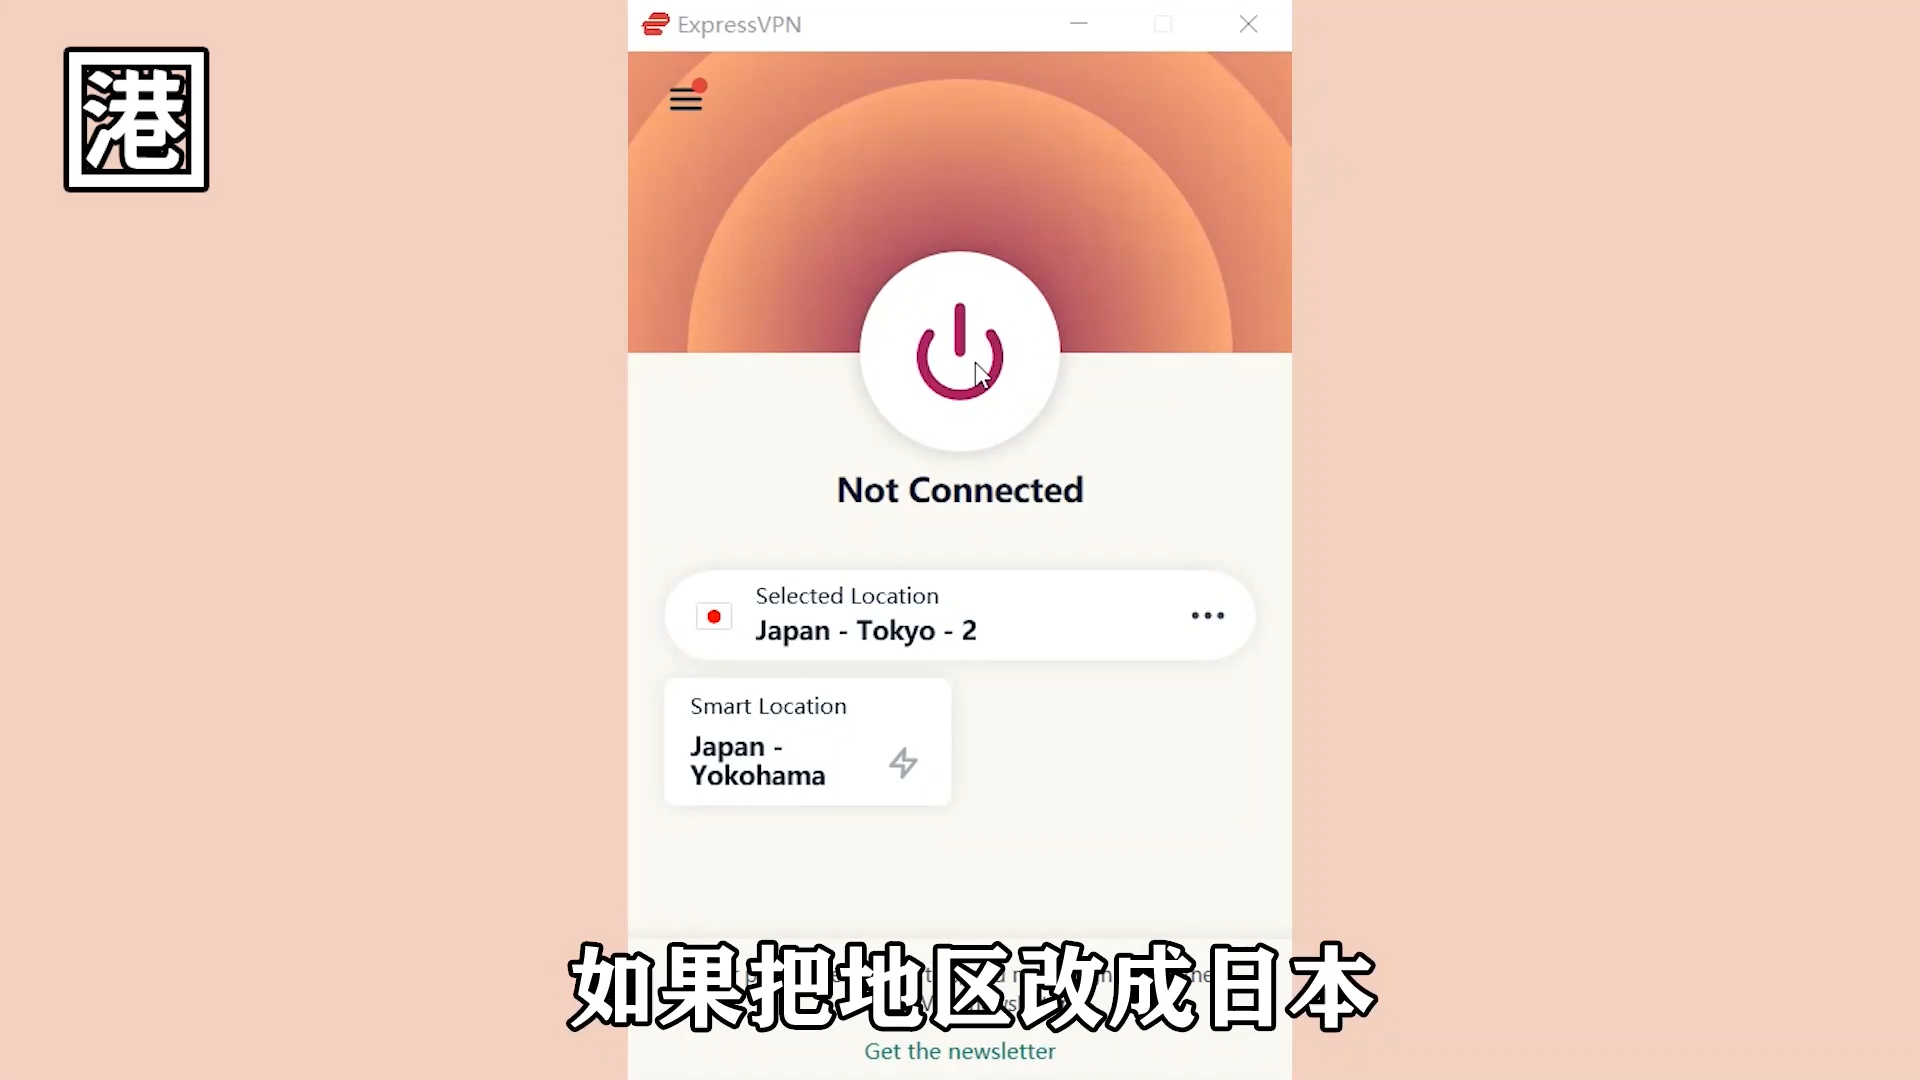 ExpressVPN
港
Not Connected
Selected Location
Japan - Tokyo - 2
Smart Location
Japan -
Yokohama
如果把地区改成日本
Get the newsletter